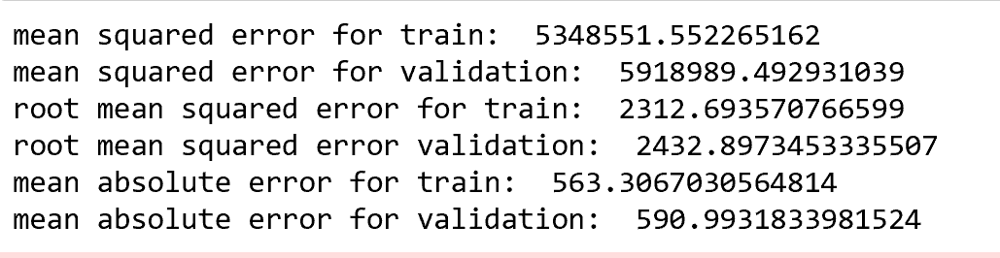 mean squared error for train:  5348551.552265162
mean squared error for validation:  5918989.492931039
root mean squared error for train:  2312.693570766599
root mean squared error validation:  2432.8973453335507
mean absolute error for train:  563.3067030564814
mean absolute error for validation:  590.9931833981524